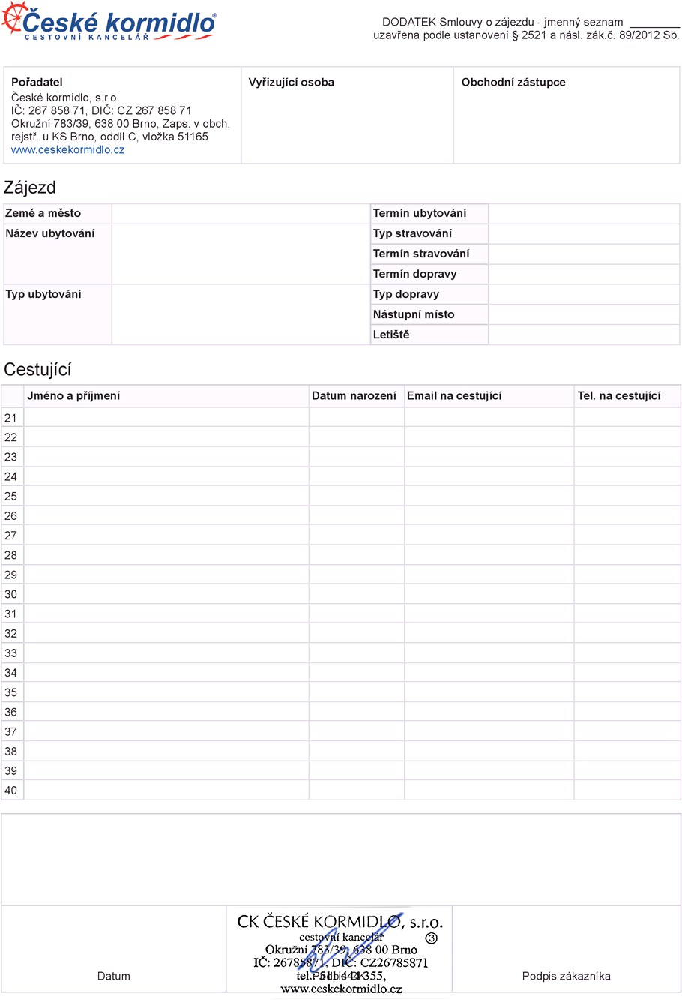 České kormidlo®
CESTOVNÍ KANCELÁŘ
DODATEK Smlouvy o zájezdu - jmenný seznam ________
uzavřena podle ustanovení § 2521 a násl. zák.č. 89/2012 Sb.
Pořadatel
České kormidlo, s.r.o.
IČ: 267 858 71, DIČ: CZ 267 858 71
Okružní 783/39, 638 00 Brno, Zaps. v obch.
rejstř. u KS Brno, oddíl C, vložka 51165
www.ceskekormidlo.cz
Vyřizující osoba
Obchodní zástupce
Zájezd
Země a město
Název ubytování
Typ ubytování
Termín ubytování
Typ stravování
Termín stravování
Termín dopravy
Typ dopravy
Nástupní místo
Letiště
Cestující
Jméno a příjmení Datum narození Email na cestující Tel. na cestující
21
22
23
24
25
26
27
28
29
30
31
32
33
34
35
36
37
38
39
40
Datum
CK ČESKÉ KORMIDLO, s.r.o.
cestovní kancelář ③
Okružní 783/39, 638 00 Brno
IČ: 26785871, DIČ: CZ26785871
tel.: 511 444 355,
www.ceskekormidlo.cz
Podpis CK
Podpis zákazníka